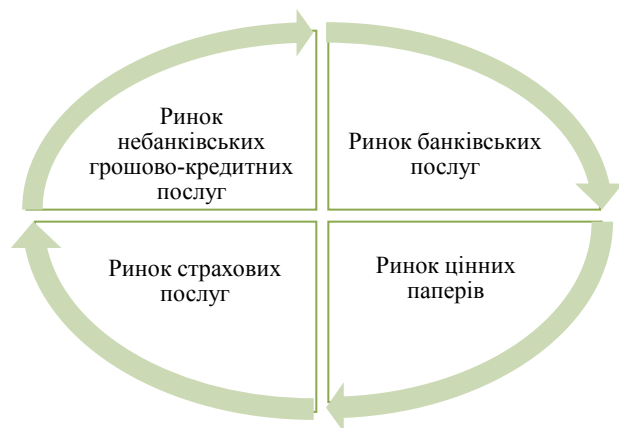 Ринок
небанківських
грошово-кредитних
послуг
Ринок банківських
послуг
Ринок страхових
послуг
Ринок цінних
паперів